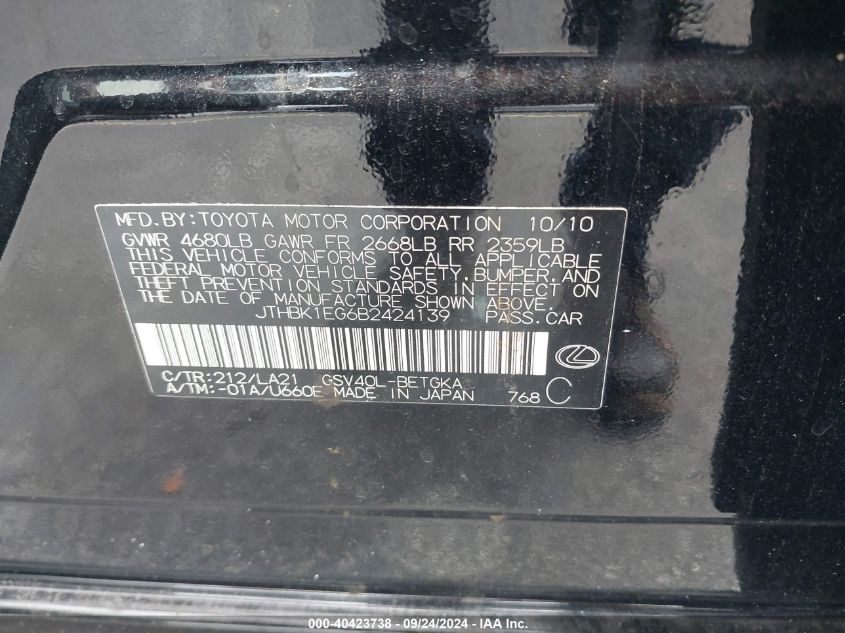 MFD.BY:TOYOTA MOTOR CORPORATION 10/10
GVWR 4680LB GAWR FR 2668LB RR 2359LB
THIS VEHICLE CONFORMS TO ALL APPLICABLE
FEDERAL MOTOR VEHICLE SAFETY,BUMPER,AND
THEFT PREVENTION STANDARDS IN EFFECT ON
THE DATE OF MANUFACTURE SHOWN ABOVE.
JTHBK1EG6B2424139 PASS.CAR
C/TR:212/LA21 GSV40L-BETGKA
A/TM:-01A/U660E MADE IN JAPAN 768 C
000-40423738 - 09/24/2024 - IAA Inc.